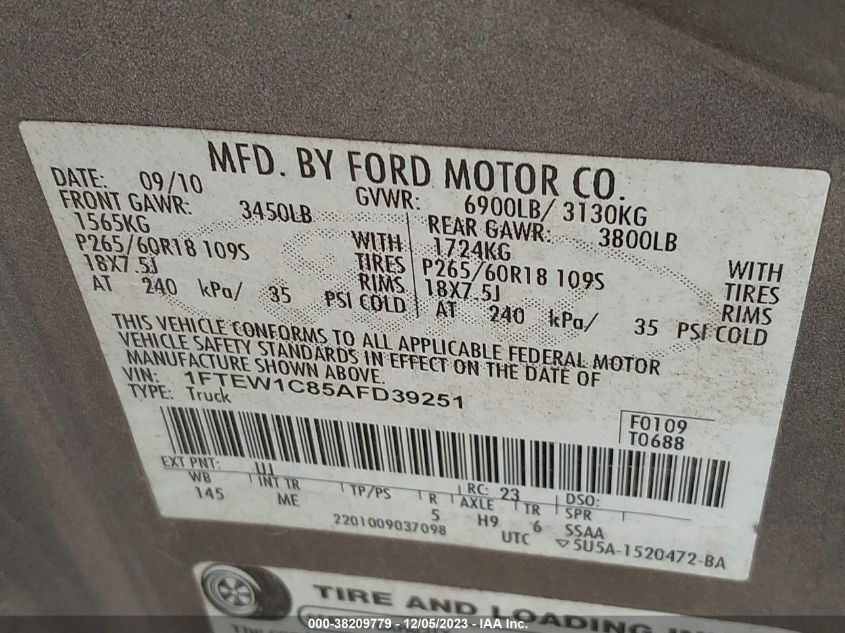 MFD. BY FORD MOTOR CO.
DATE: 09/10 GVWR: 6900LB/ 3130KG
FRONT GAWR: 3450LB REAR GAWR: 3800LB
1565KG WITH 1724KG WITH
P265/60R18 109S TIRES P265/60R18 109S TIRES
18X7.5J RIMS 18X7.5J RIMS
AT 240 kPa/ 35 PSI COLD AT 240 kPa/ 35 PSI COLD
THIS VEHICLE CONFORMS TO ALL APPLICABLE FEDERAL MOTOR
VEHICLE SAFETY STANDARDS IN EFFECT ON THE DATE OF
MANUFACTURE SHOWN ABOVE.
VIN: 1FTEW1C85AFD39251
TYPE: Truck
F0109
T0688
EXT PNT: UJ RC: 23 DSO:
WB INT TR TP/PS R AXLE TR SPR
145 ME 5 H9 6 SSAA
2201009037098 UTC 5U5A-1520472-BA
TIRE AND LOADING
000-38209779 - 12/05/2023 - IAA Inc.